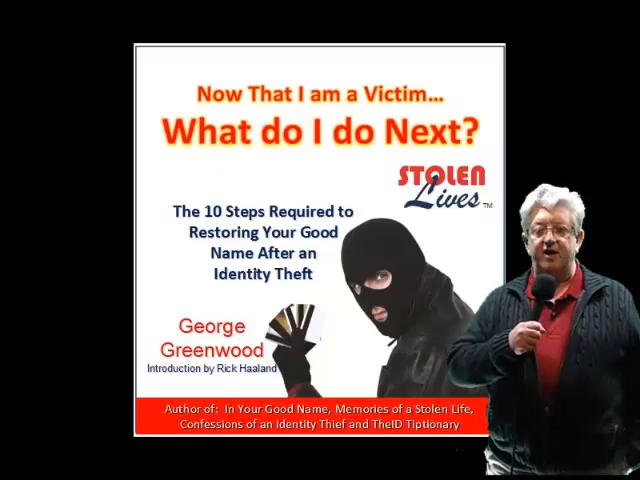 Now That I am a Victim...
What do I do Next?
STOLEN
Lives TM
The 10 Steps Required to
Restoring Your Good
Name After an
Identity Theft
George
Greenwood
Introduction by Rick Haaland
Author of: In Your Good Name, Memories of a Stolen Life,
Confessions of an Identity Thief and TheID Tiptionary